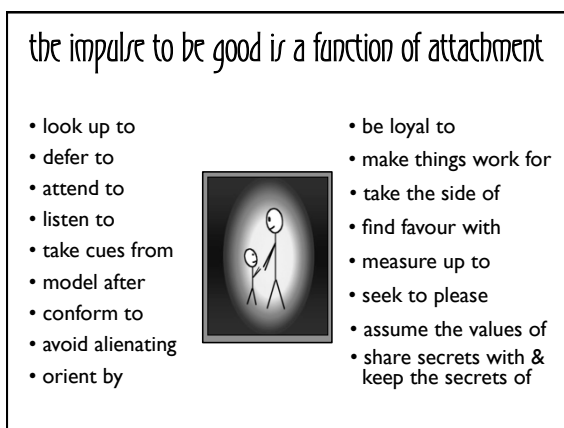 the impulse to be good is a function of attachment
• look up to
• defer to
• attend to
• listen to
• take cues from
• model after
• conform to
• avoid alienating
• orient by
• be loyal to
• make things work for
• take the side of
• find favour with
• measure up to
• seek to please
• assume the values of
• share secrets with &
keep the secrets of